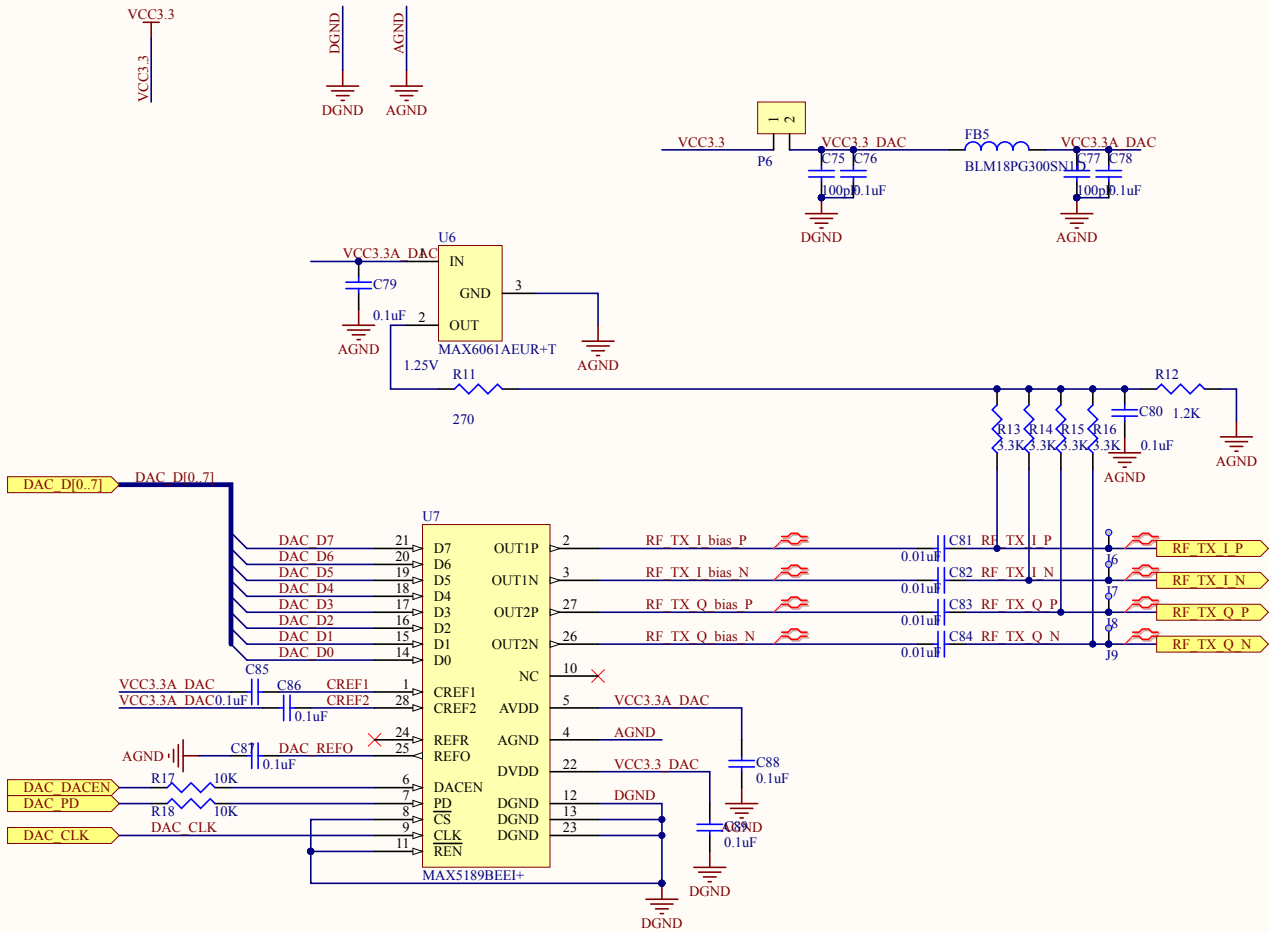 VCC3.3
VCC3.3
DGND
DGND
AGND
AGND
1
2
P6
VCC3.3
VCC3.3_DAC
C75
C76
100pF
0.1uF
DGND
FB5
BLM18PG300SN1D
VCC3.3A_DAC
C77
C78
100pF
0.1uF
AGND
U6
VCC3.3A_DAC
1
IN
C79
0.1uF
AGND
GND
3
AGND
2
OUT
MAX6061AEUR+T
1.25V
R11
270
R12
1.2K
AGND
R13
R14
R15
R16
3.3K
3.3K
3.3K
3.3K
C80
0.1uF
AGND
DAC_D[0..7]
DAC_D[0..7]
U7
DAC_D7 21 D7
DAC_D6 20 D6
DAC_D5 19 D5
DAC_D4 18 D4
DAC_D3 17 D3
DAC_D2 16 D2
DAC_D1 15 D1
DAC_D0 14 D0
OUT1P 2 RF_TX_I_bias_P
0.01uF
C81 RF_TX_I_P
J6
RF_TX_I_P
OUT1N 3 RF_TX_I_bias_N
0.01uF
C82 RF_TX_I_N
J7
RF_TX_I_N
OUT2P 27 RF_TX_Q_bias_P
0.01uF
C83 RF_TX_Q_P
J8
RF_TX_Q_P
OUT2N 26 RF_TX_Q_bias_N
0.01uF
C84 RF_TX_Q_N
J9
RF_TX_Q_N
NC 10
C85
VCC3.3A_DAC
0.1uF
CREF1 1 CREF1
C86
VCC3.3A_DAC
0.1uF
CREF2 28 CREF2
AVDD 5 VCC3.3A_DAC
C88
0.1uF
AGND
24 REFR
AGND 4 AGND
AGND
C87
0.1uF
DAC_REFO 25 REFO
DVDD 22 VCC3.3_DAC
C89
0.1uF
DGND
DAC_DACEN
R17 10K
6 DACEN
DAC_PD
R18 10K
7 PD
8 CS
DAC_CLK
DAC_CLK
9 CLK
11 REN
DGND 12 DGND
DGND 13
DGND 23
MAX5189BEEI+
DGND